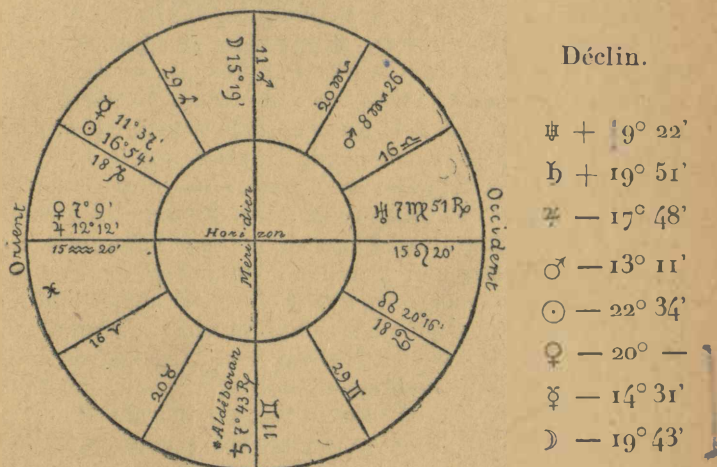 Déclin.
♅ + 9° 22'
♄ + 19° 51'
♃ — 17° 48'
♂ — 13° 11'
☉ — 22° 34'
♀ — 20° —
☿ — 14° 31'
☽ — 19° 43'
11 ♐
☽ 15° 19'
29 ♐
☿ 11° 37'
☉ 16° 54'
18 ♑
♀ 7° 9'
♃ 12° 12'
Orient
15 ♒ 20'
♓
16 ♈
20 ♉
*Aldébaran
♄ 7° 43 ℞
11 ♊
29 ♊
18 ♋
☊ 20° 16'
15 ♌ 20'
Occident
♅ 7 ♍ 51 ℞
16 ♎
♂ 8 ♏ 26'
20 ♏
Horizon
Méridien